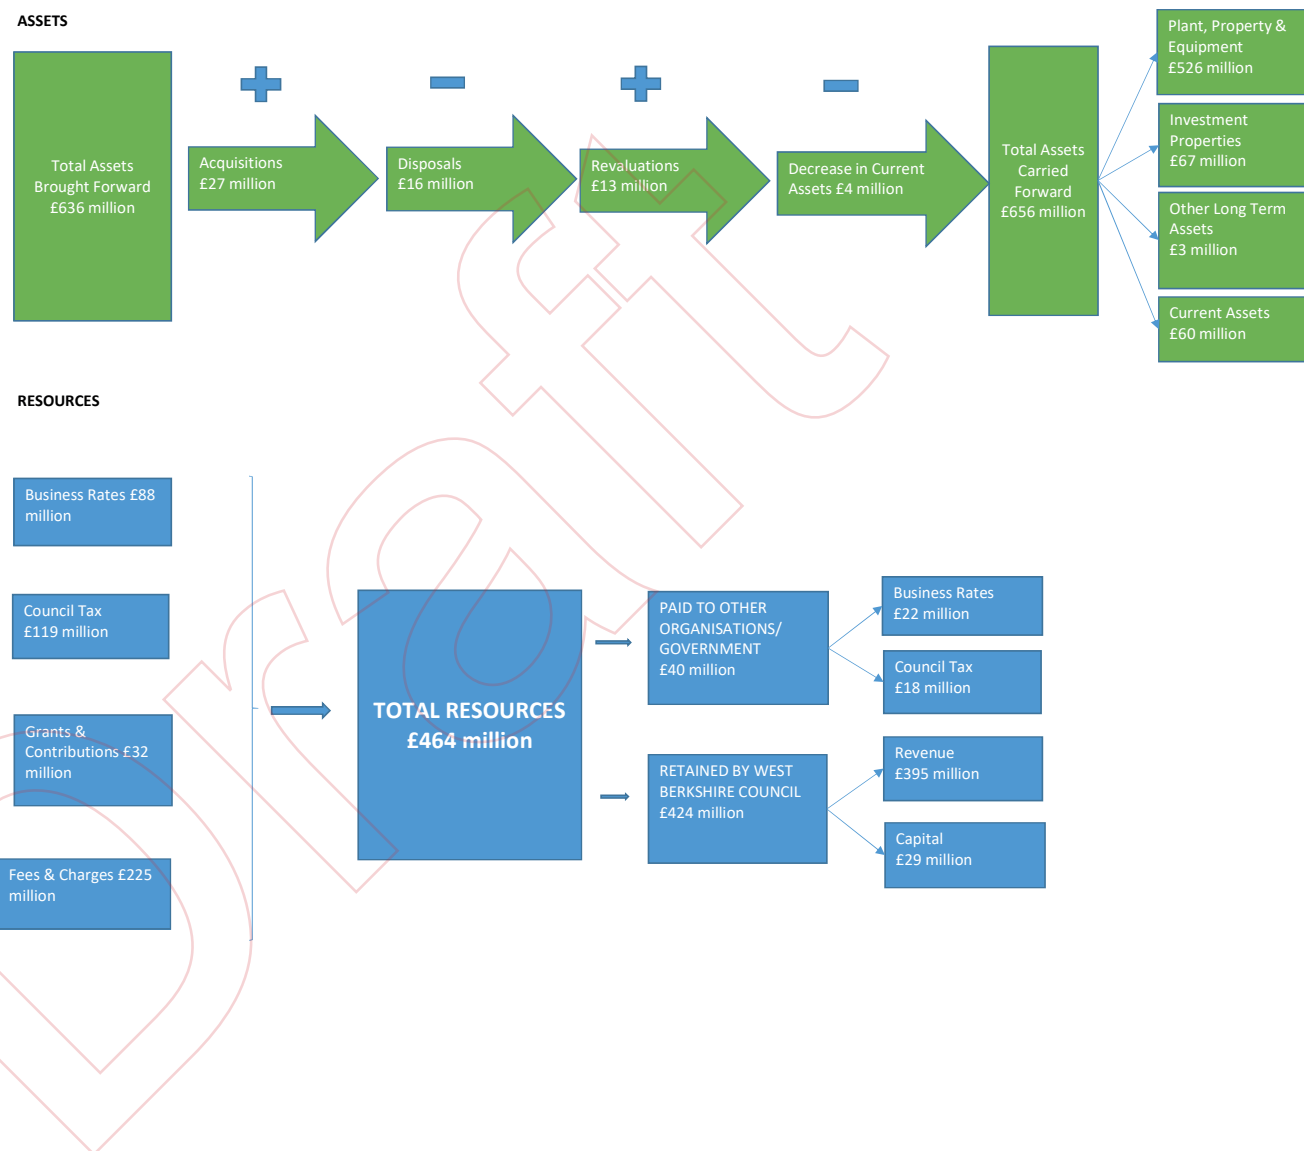 ASSETS
Total Assets
Brought Forward
£636 million
Acquisitions
£27 million
Disposals
£16 million
Revaluations
£13 million
Decrease in Current
Assets £4 million
Total Assets
Carried
Forward
£656 million
Plant, Property &
Equipment
£526 million
Investment
Properties
£67 million
Other Long Term
Assets
£3 million
Current Assets
£60 million
RESOURCES
Business Rates £88
million
Council Tax
£119 million
Grants &
Contributions £32
million
Fees & Charges £225
million
TOTAL RESOURCES
£464 million
PAID TO OTHER
ORGANISATIONS/
GOVERNMENT
£40 million
Business Rates
£22 million
Council Tax
£18 million
RETAINED BY WEST
BERKSHIRE COUNCIL
£424 million
Revenue
£395 million
Capital
£29 million
Draft